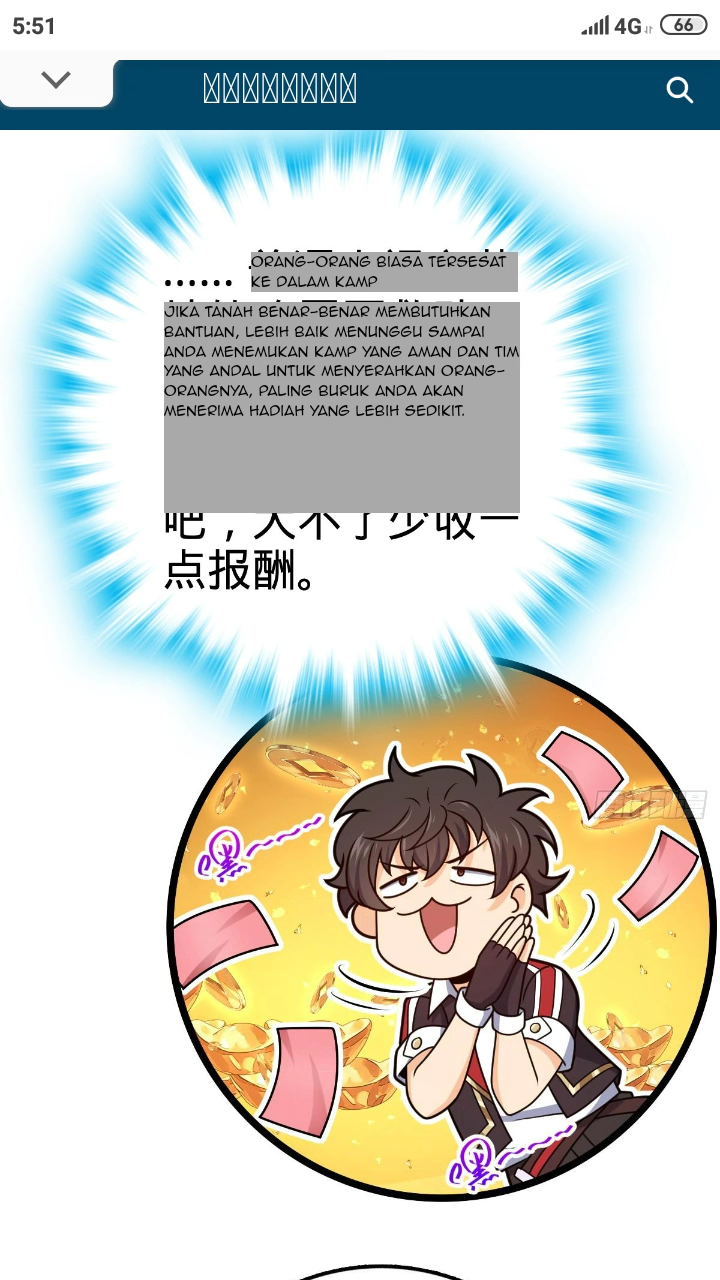 5:51
4G
66
......
ORANG-ORANG BIASA TERSESAT
KE DALAM KAMP
JIKA TANAH BENAR-BENAR MEMBUTUHKAN
BANTUAN, LEBIH BAIK MENUNGGU SAMPAI
ANDA MENEMUKAN KAMP YANG AMAN DAN TIM
YANG ANDAL UNTUK MENYERAHKAN ORANG-
ORANGNYA, PALING BURUK ANDA AKAN
MENERIMA HADIAH YANG LEBIH SEDIKIT.
吧，大不了少收一
点报酬。
嘿~~~~
嘿~~~~